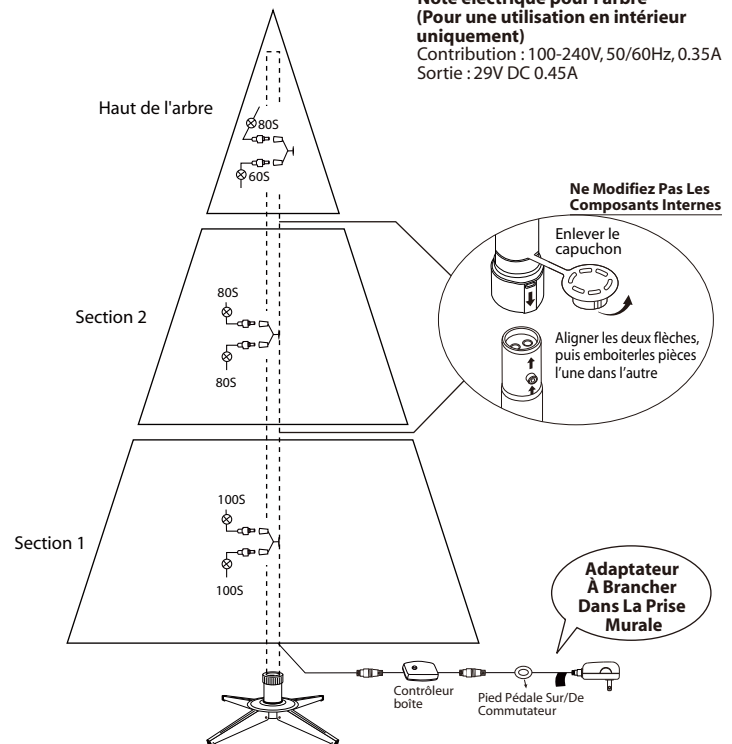 Note électrique pour l'arbre
(Pour une utilisation en intérieur
uniquement)
Contribution : 100-240V, 50/60Hz, 0.35A
Sortie : 29V DC 0.45A
Haut de l'arbre
80S
60S
Ne Modifiez Pas Les
Composants Internes
Enlever le
capuchon
Aligner les deux flèches,
puis emboiterles pièces
l'une dans l'autre
Section 2
80S
80S
Section 1
100S
100S
Adaptateur
À Brancher
Dans La Prise
Murale
Contrôleur
boîte
Pied Pédale Sur/De
Commutateur